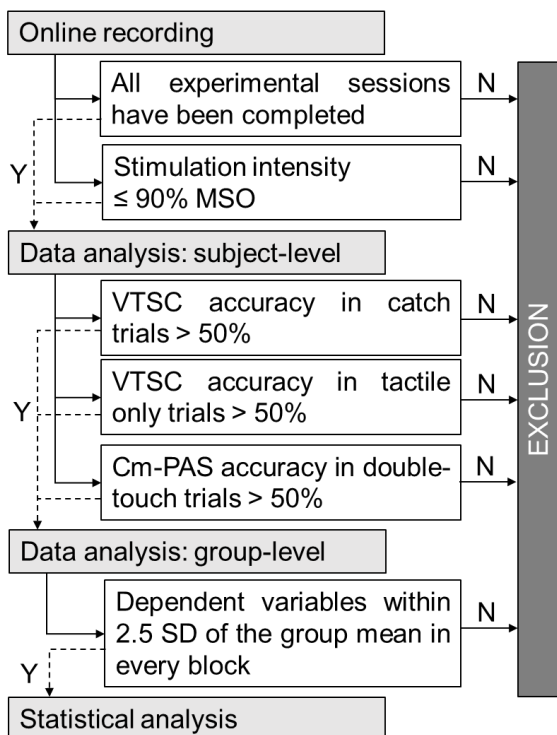 Online recording
All experimental sessions
have been completed
N
Y
Stimulation intensity
≤ 90% MSO
N
Data analysis: subject-level
VTSC accuracy in catch
trials > 50%
N
Y
VTSC accuracy in tactile
only trials > 50%
N
Cm-PAS accuracy in double-
touch trials > 50%
N
Data analysis: group-level
Dependent variables within
2.5 SD of the group mean in
every block
N
Y
Statistical analysis
EXCLUSION